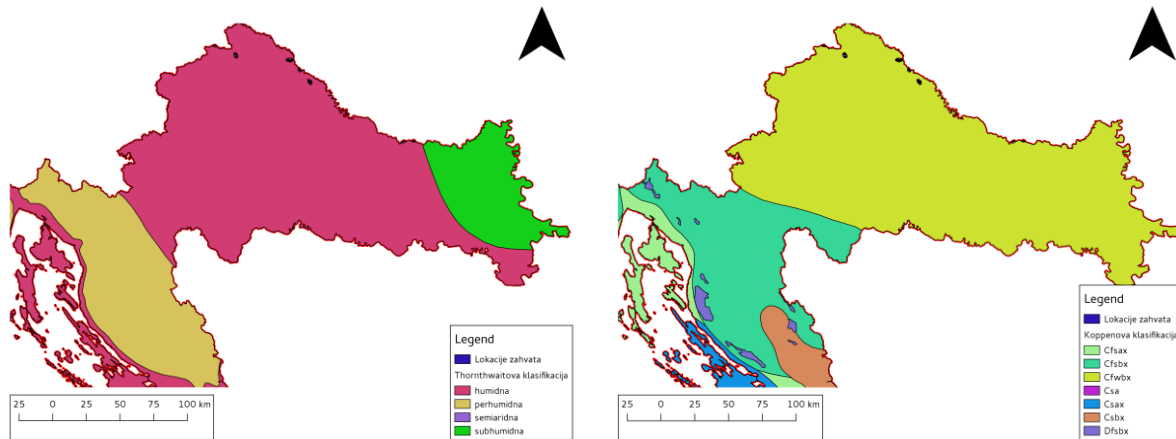 Legend
Lokacije zahvata
Thornthwaitova klasifikacija
humidna
perhumidna
semiaridna
subhumidna
25 0 25 50 75 100 km
Legend
Lokacije zahvata
Koppenova klasifikacija
Cfsax
Cfsbx
Cfwbx
Csa
Csax
Csbx
Dfsbx
25 0 25 50 75 100 km